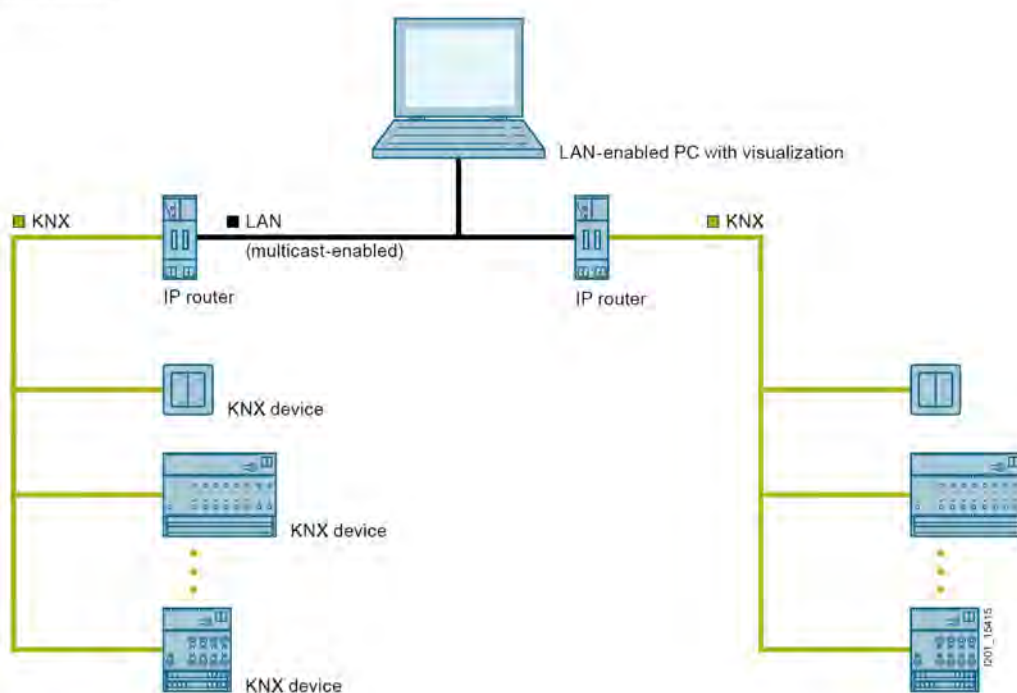 LAN-enabled PC with visualization
KNX
LAN
(multicast-enabled)
KNX
IP router
IP router
KNX device
KNX device
KNX device
I201_15415